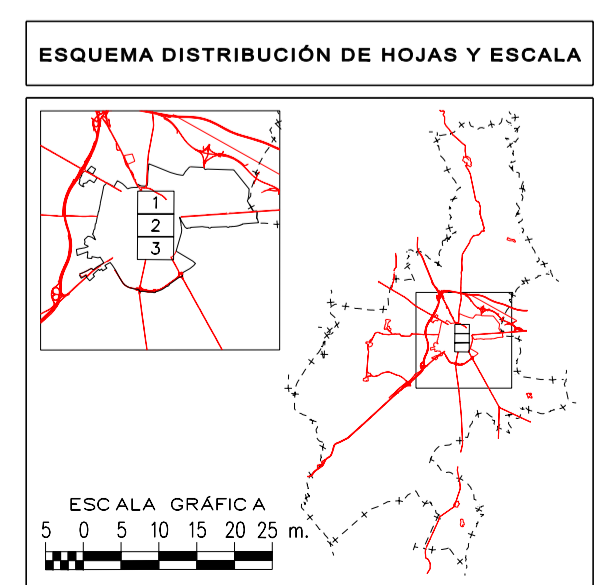 ESQUEMA DISTRIBUCIÓN DE HOJAS Y ESCALA
1
2
3
ESCALA GRÁFICA
5 0 5 10 15 20 25 m.